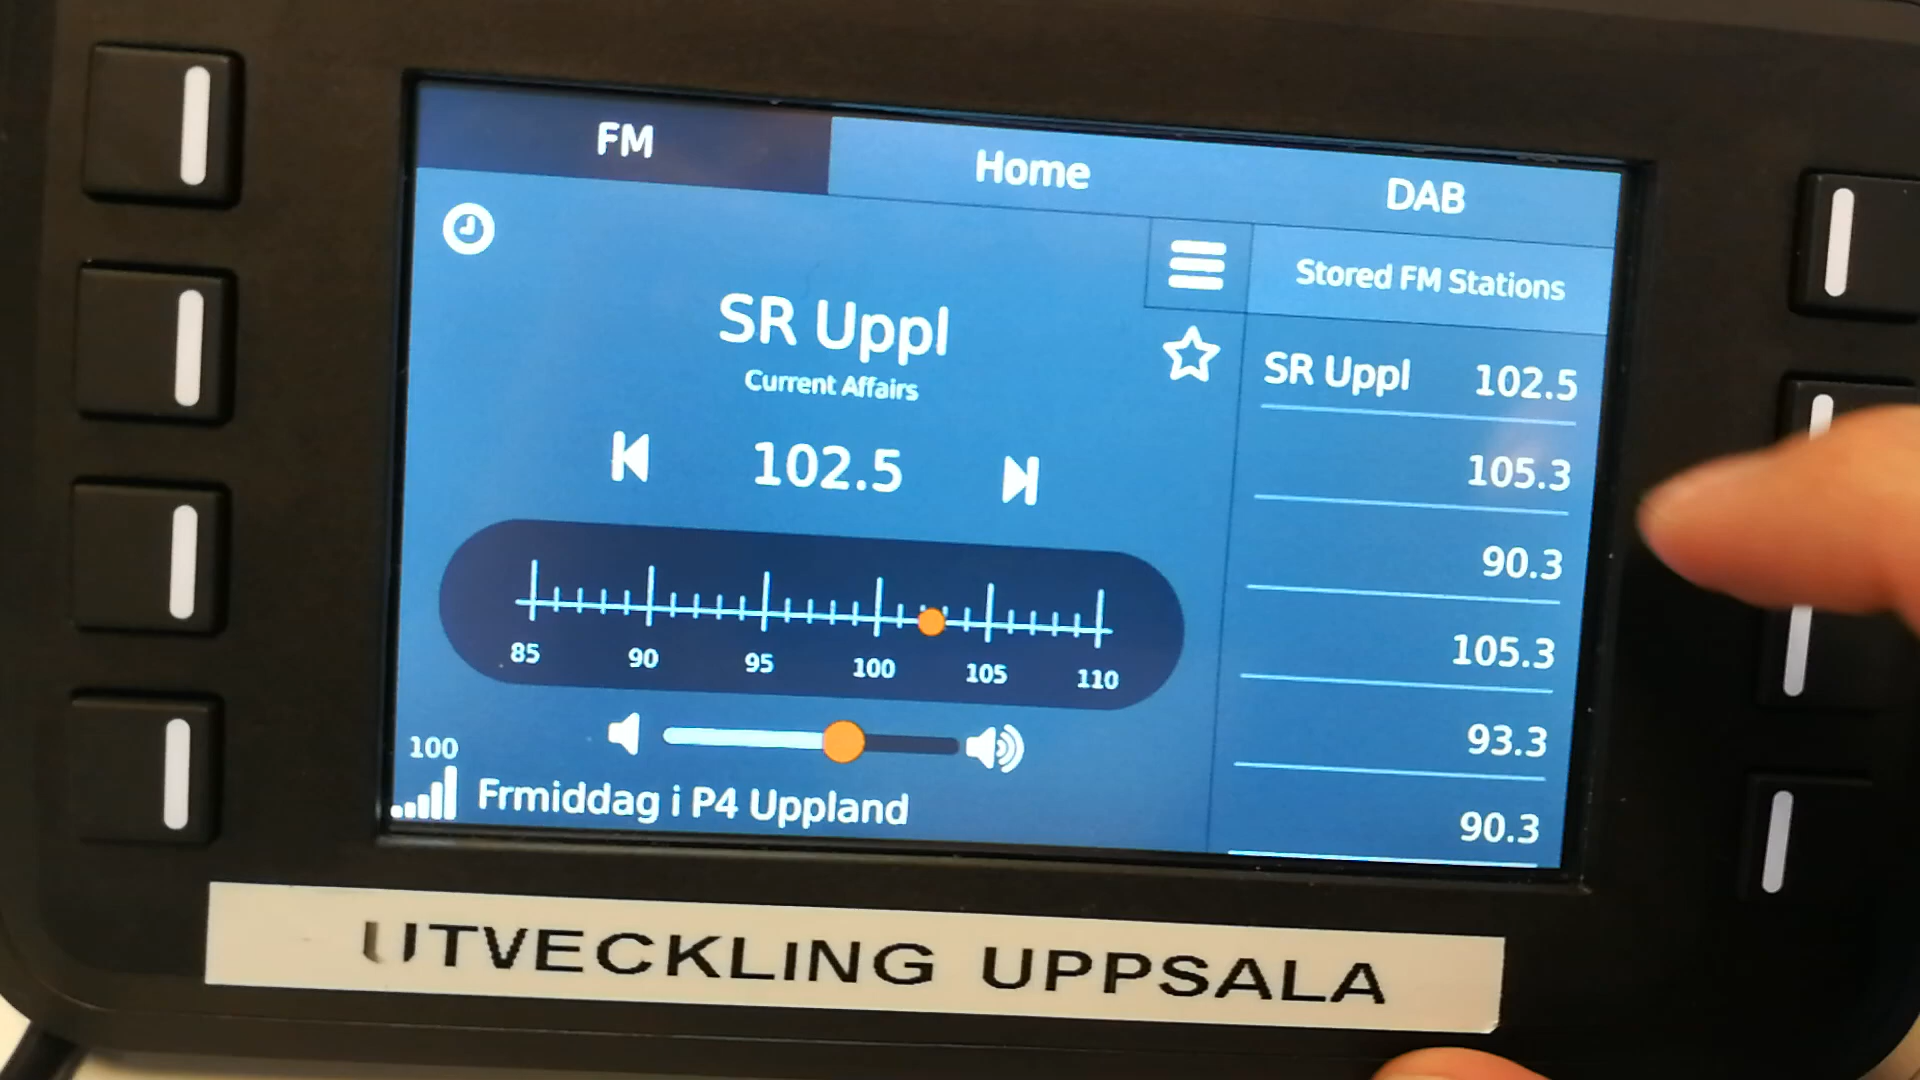 FM
Home
DAB
Stored FM Stations
SR Uppl
Current Affairs
102.5
85 90 95 100 105 110
100
Frmiddag i P4 Uppland
SR Uppl 102.5
105.3
90.3
105.3
93.3
90.3
UTVECKLING UPPSALA